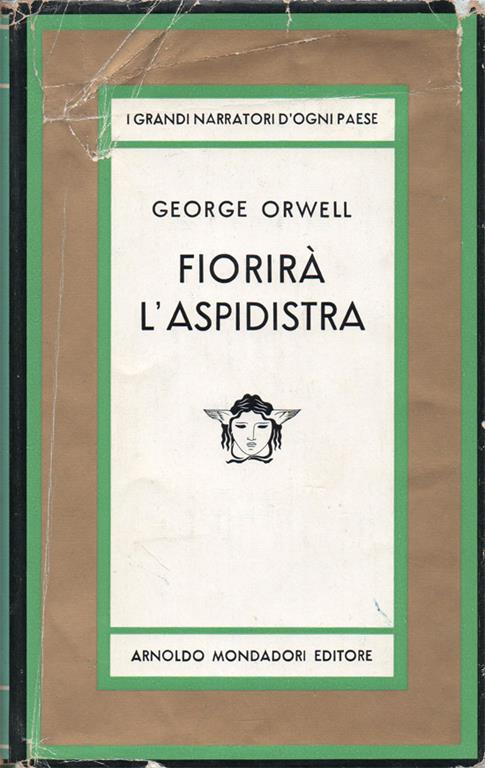 I GRANDI NARRATORI D'OGNI PAESE
GEORGE ORWELL
FIORIRÀ
L'ASPIDISTRA
ARNOLDO MONDADORI EDITORE